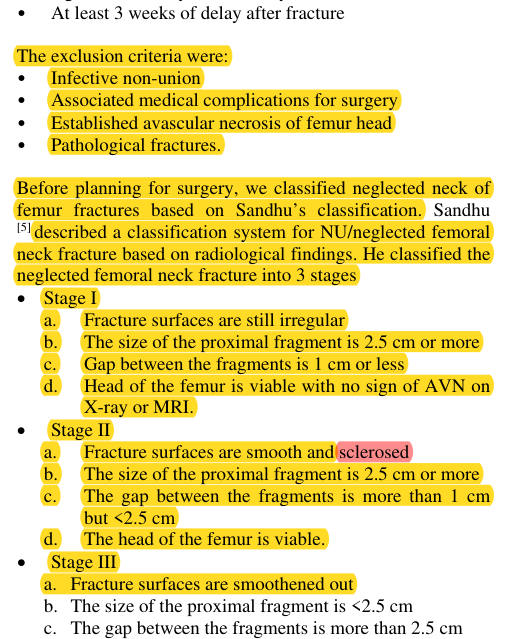 • At least 3 weeks of delay after fracture
The exclusion criteria were:
• Infective non-union
• Associated medical complications for surgery
• Established avascular necrosis of femur head
• Pathological fractures.
Before planning for surgery, we classified neglected neck of
femur fractures based on Sandhu's classification. Sandhu
[5] described a classification system for NU/neglected femoral
neck fracture based on radiological findings. He classified the
neglected femoral neck fracture into 3 stages
• Stage I
a. Fracture surfaces are still irregular
b. The size of the proximal fragment is 2.5 cm or more
c. Gap between the fragments is 1 cm or less
d. Head of the femur is viable with no sign of AVN on
X-ray or MRI.
• Stage II
a. Fracture surfaces are smooth and sclerosed
b. The size of the proximal fragment is 2.5 cm or more
c. The gap between the fragments is more than 1 cm
but <2.5 cm
d. The head of the femur is viable.
• Stage III
a. Fracture surfaces are smoothened out
b. The size of the proximal fragment is <2.5 cm
c. The gap between the fragments is more than 2.5 cm